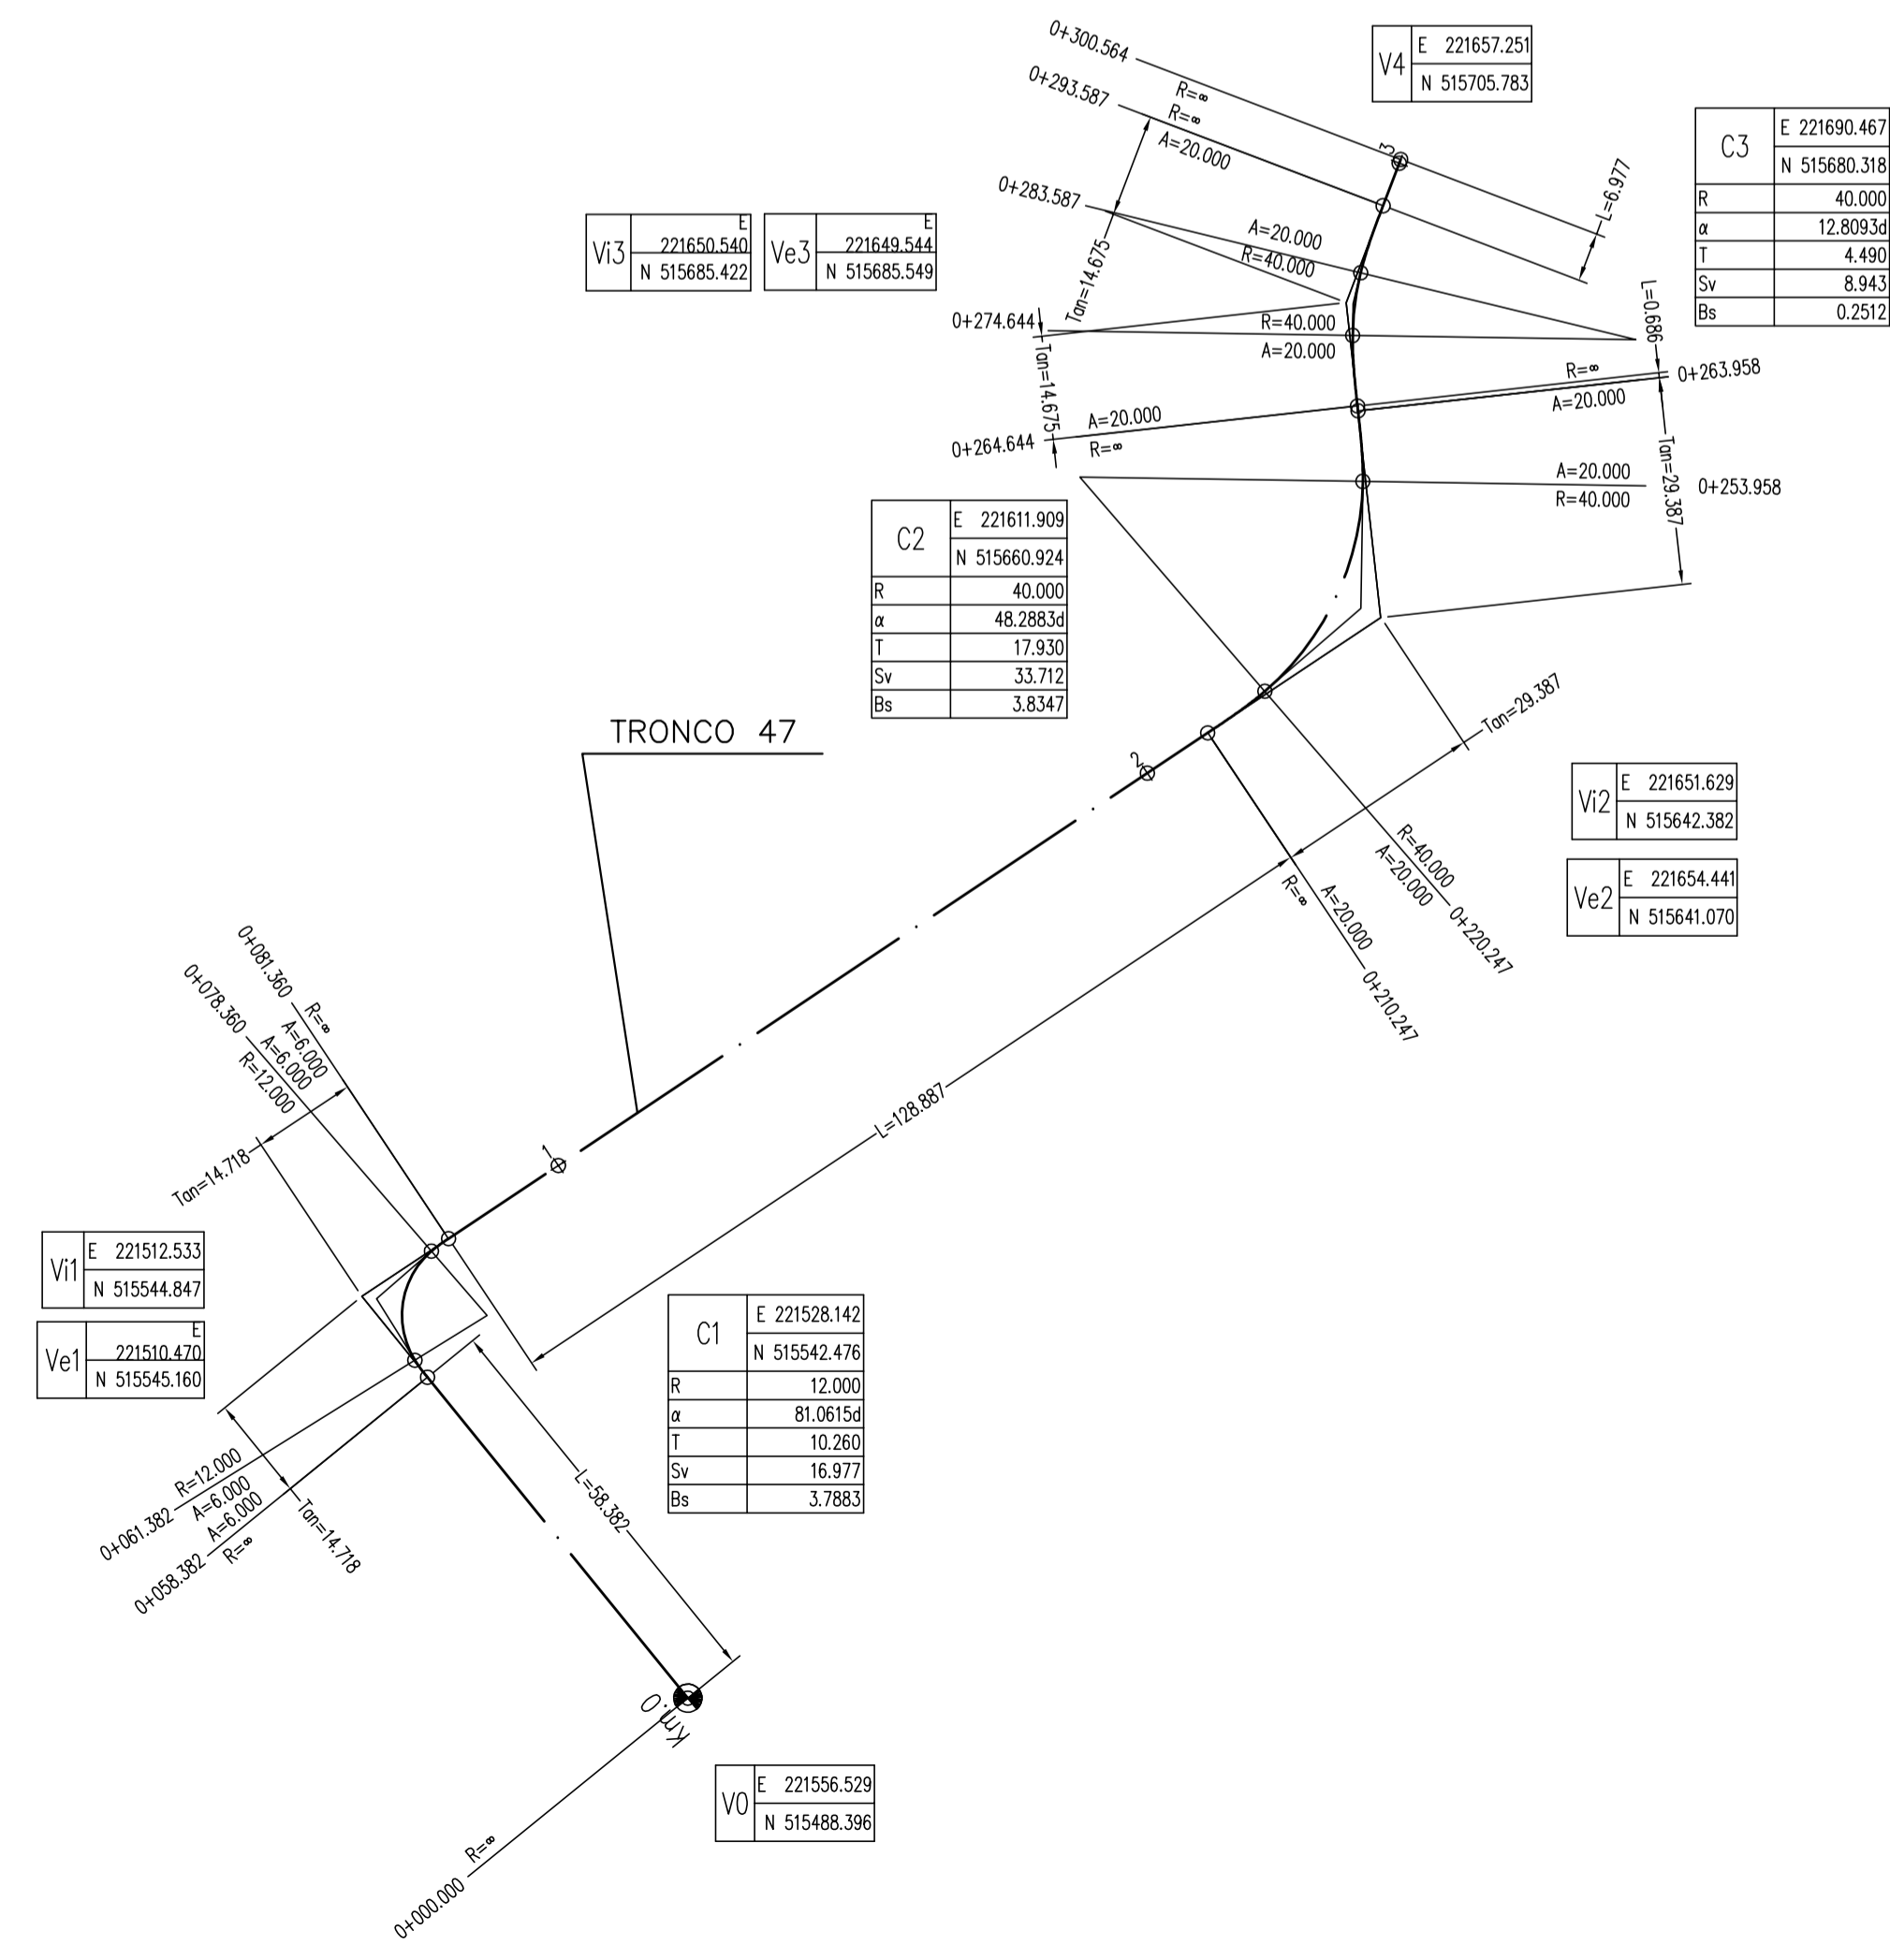 0+300.564
R=∞
0+293.587
R=∞
A=20.000
3
V4
E 221657.251
N 515705.783
C3
E 221690.467
N 515680.318
R 40.000
α 12.8093d
T 4.490
Sv 8.943
Bs 0.2512
L=6.977
0+283.587
A=20.000
R=40.000
Tan=14.675
Vi3
E
221650.540
N 515685.422
Ve3
E
221649.544
N 515685.549
0+274.644
R=40.000
A=20.000
L=0.686
R=∞
0+263.958
A=20.000
Tan=14.675
A=20.000
0+264.644
R=∞
Tan=29.387
A=20.000
R=40.000
0+253.958
C2
E 221611.909
N 515660.924
R 40.000
α 48.2883d
T 17.930
Sv 33.712
Bs 3.8347
TRONCO 47
Tan=29.387
2
Vi2
E 221651.629
N 515642.382
Ve2
E 221654.441
N 515641.070
R=40.000
A=20.000
0+220.247
R=∞
A=20.000
0+210.247
L=128.887
0+081.360
R=∞
A=6.000
0+078.360
A=6.000
R=12.000
Tan=14.718
1
Vi1
E 221512.533
N 515544.847
Ve1
E
221510.470
N 515545.160
C1
E 221528.142
N 515542.476
R 12.000
α 81.0615d
T 10.260
Sv 16.977
Bs 3.7883
R=12.000
0+061.382
A=6.000
A=6.000
0+058.382
R=∞
Tan=14.718
L=58.382
Km.0
V0
E 221556.529
N 515488.396
R=∞
0+000.000